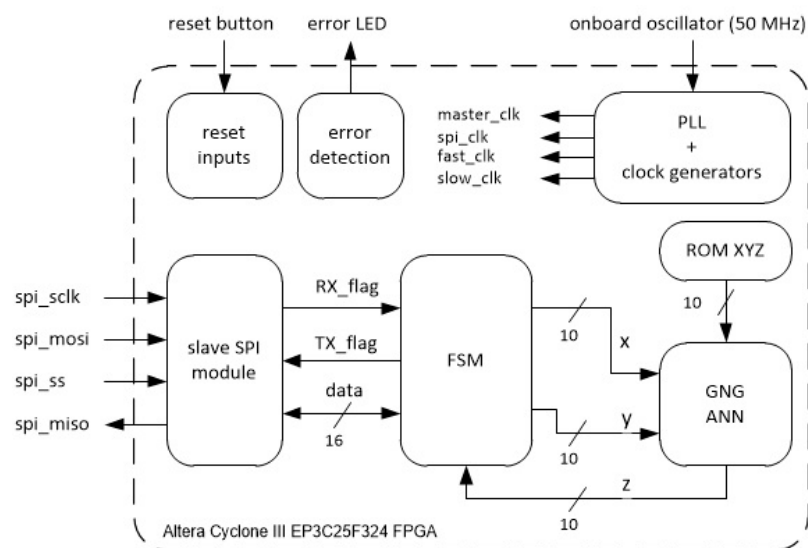 reset button
error LED
onboard oscillator (50 MHz)
reset
inputs
error
detection
master_clk
spi_clk
fast_clk
slow_clk
PLL
+
clock generators
ROM XYZ
10
spi_sclk
spi_mosi
spi_ss
spi_miso
slave SPI
module
RX_flag
TX_flag
data
16
FSM
10
x
y
10
GNG
ANN
z
10
Altera Cyclone III EP3C25F324 FPGA